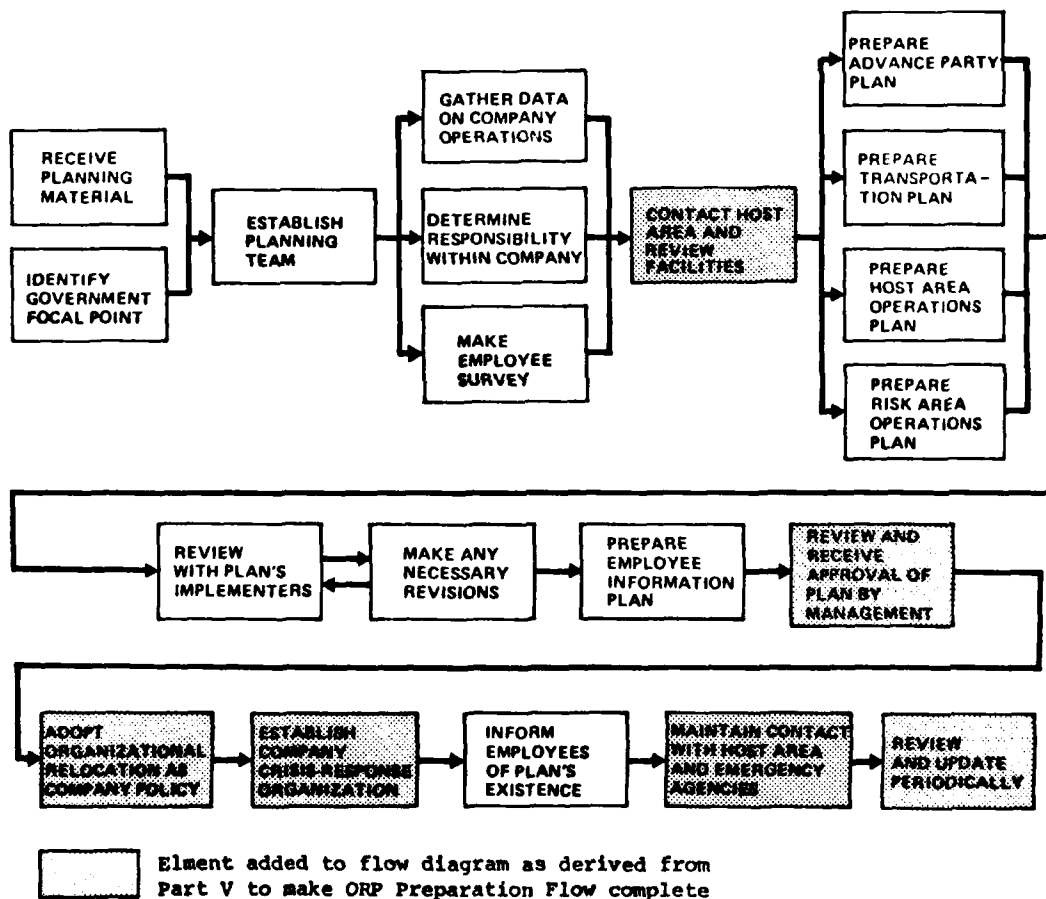 RECEIVE
PLANNING
MATERIAL
IDENTIFY
GOVERNMENT
FOCAL POINT
ESTABLISH
PLANNING
TEAM
GATHER DATA
ON COMPANY
OPERATIONS
DETERMINE
RESPONSIBILITY
WITHIN COMPANY
MAKE
EMPLOYEE
SURVEY
CONTACT HOST
AREA AND
REVIEW
FACILITIES
PREPARE
ADVANCE PARTY
PLAN
PREPARE
TRANSPORTA-
TION PLAN
PREPARE
HOST AREA
OPERATIONS
PLAN
PREPARE
RISK AREA
OPERATIONS
PLAN
REVIEW
WITH PLAN'S
IMPLEMENTERS
MAKE ANY
NECESSARY
REVISIONS
PREPARE
EMPLOYEE
INFORMATION
PLAN
REVIEW AND
RECEIVE
APPROVAL OF
PLAN BY
MANAGEMENT
ADOPT
ORGANIZATIONAL
RELOCATION AS
COMPANY POLICY
ESTABLISH
COMPANY
CRISIS RESPONSE
ORGANIZATION
INFORM
EMPLOYEES
OF PLAN'S
EXISTENCE
MAINTAIN CONTACT
WITH HOST AREA
AND EMERGENCY
AGENCIES
REVIEW
AND UPDATE
PERIODICALLY
Elment added to flow diagram as derived from
Part V to make ORP Preparation Flow complete